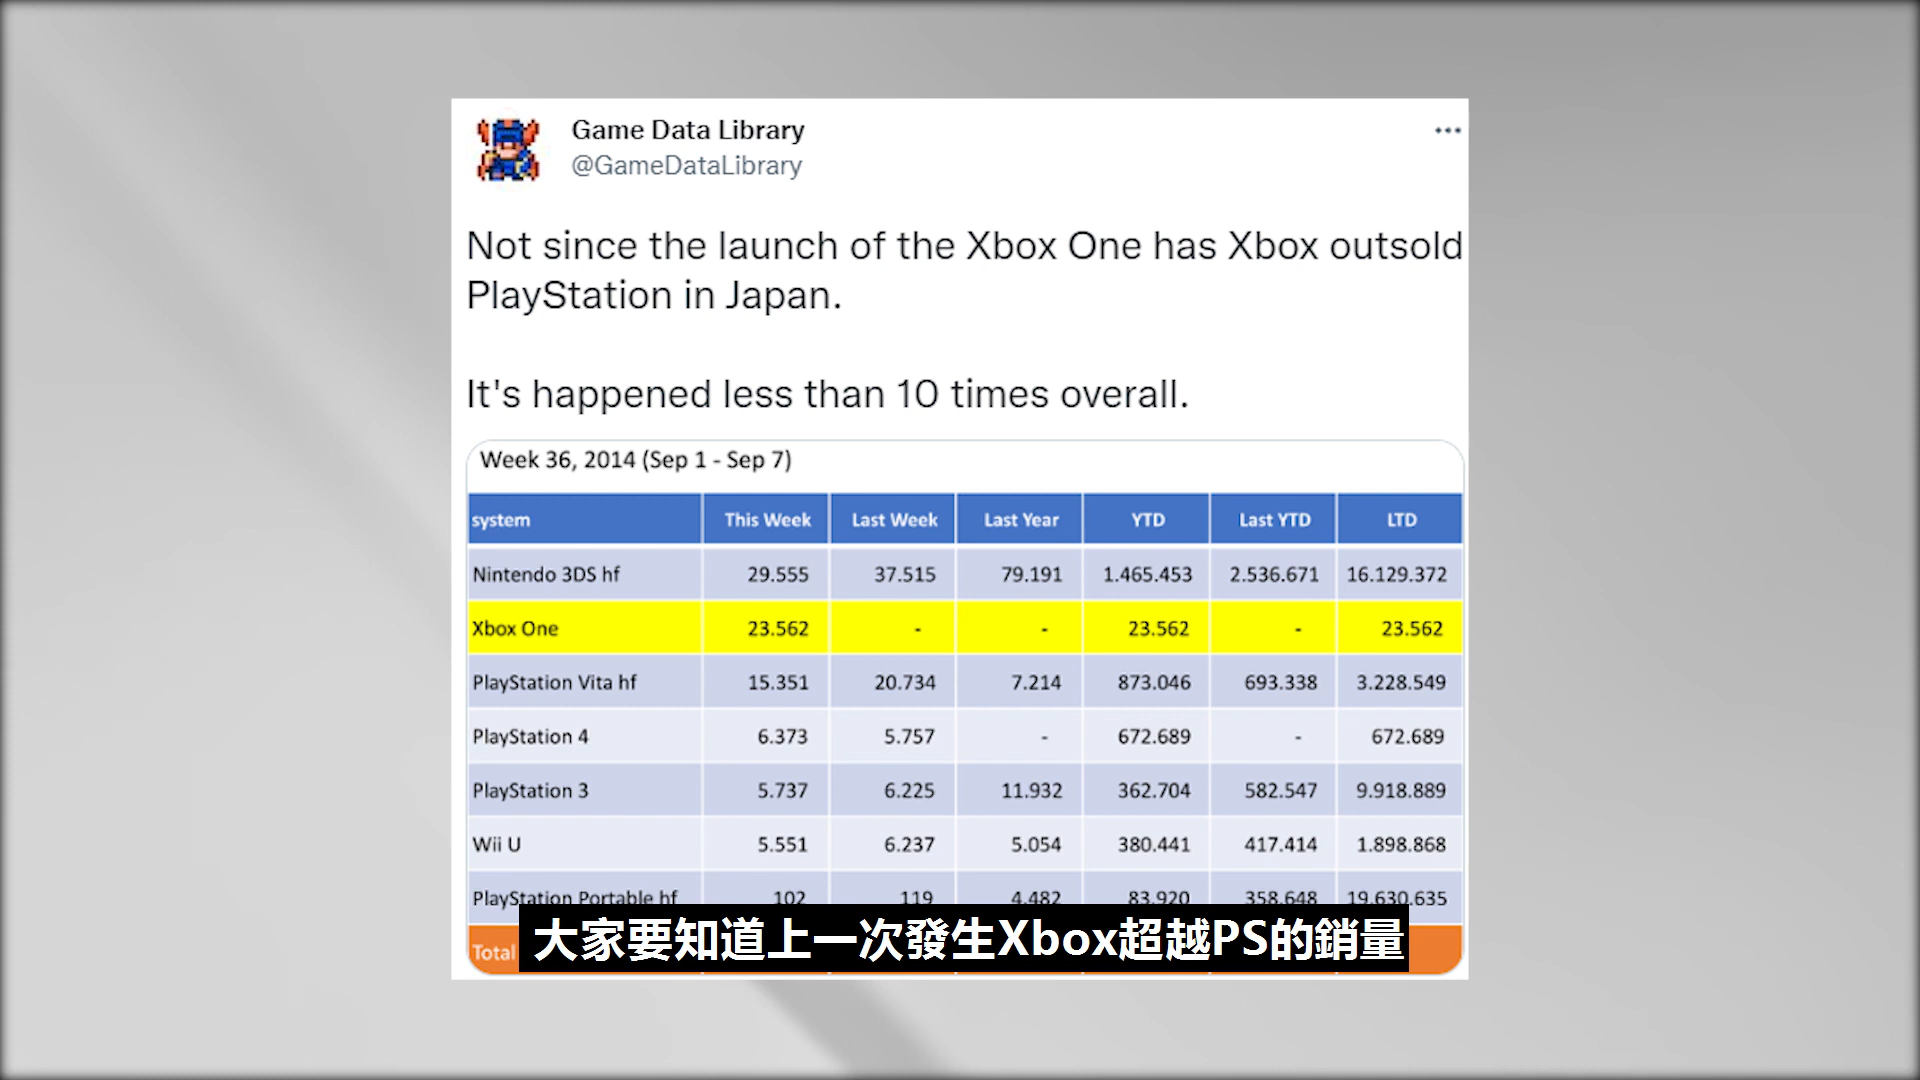 Game Data Library
@GameDataLibrary
Not since the launch of the Xbox One has Xbox outsold
PlayStation in Japan.
It's happened less than 10 times overall.
Week 36, 2014 (Sep 1 - Sep 7)
system This Week Last Week Last Year YTD Last YTD LTD
Nintendo 3DS hf 29.555 37.515 79.191 1.465.453 2.536.671 16.129.372
Xbox One 23.562 - - 23.562 - 23.562
PlayStation Vita hf 15.351 20.734 7.214 873.046 693.338 3.228.549
PlayStation 4 6.373 5.757 - 672.689 - 672.689
PlayStation 3 5.737 6.225 11.932 362.704 582.547 9.918.889
Wii U 5.551 6.237 5.054 380.441 417.414 1.898.868
PlayStation Portable hf 102 119 4.482 83.920 358.648 19.630.635
Total
大家要知道上一次發生Xbox超越PS的銷量